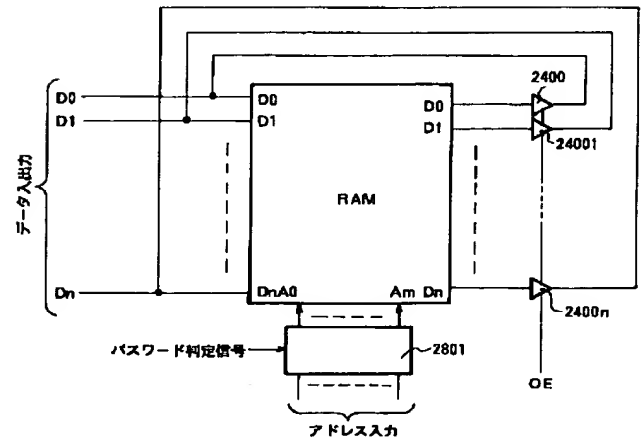 2400
D0
D0
D0
D1
D1
D1
24001
データ入出力
RAM
Dn
DnA0
Am
Dn
2400n
パスワード判定信号
2801
OE
アドレス入力